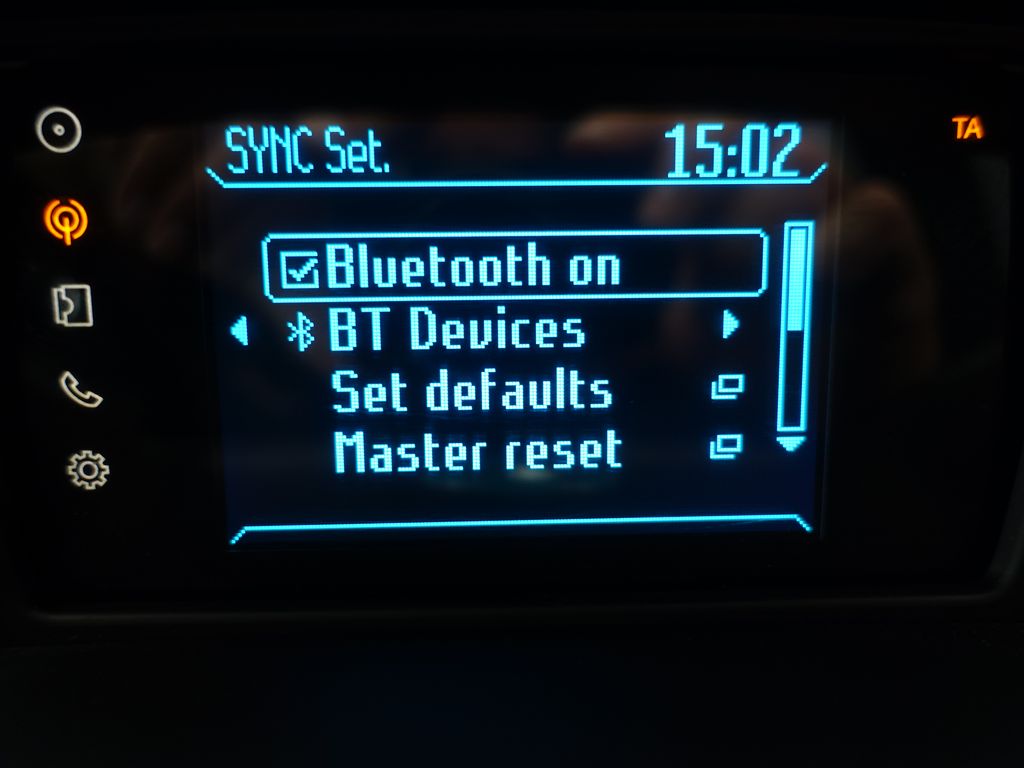 SYNC Set. 15:02
TA
Bluetooth on
BT Devices
Set defaults
Master reset